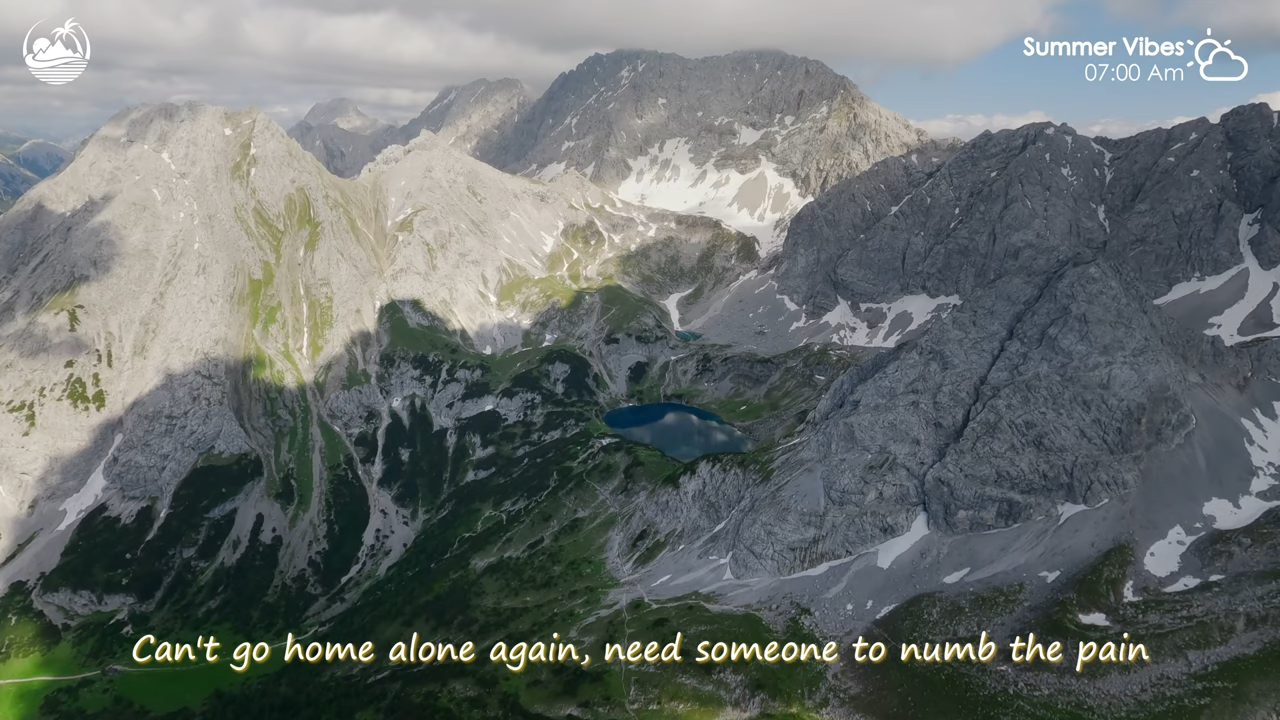 Summer Vibes
07:00 Am
Can't go home alone again, need someone to numb the pain